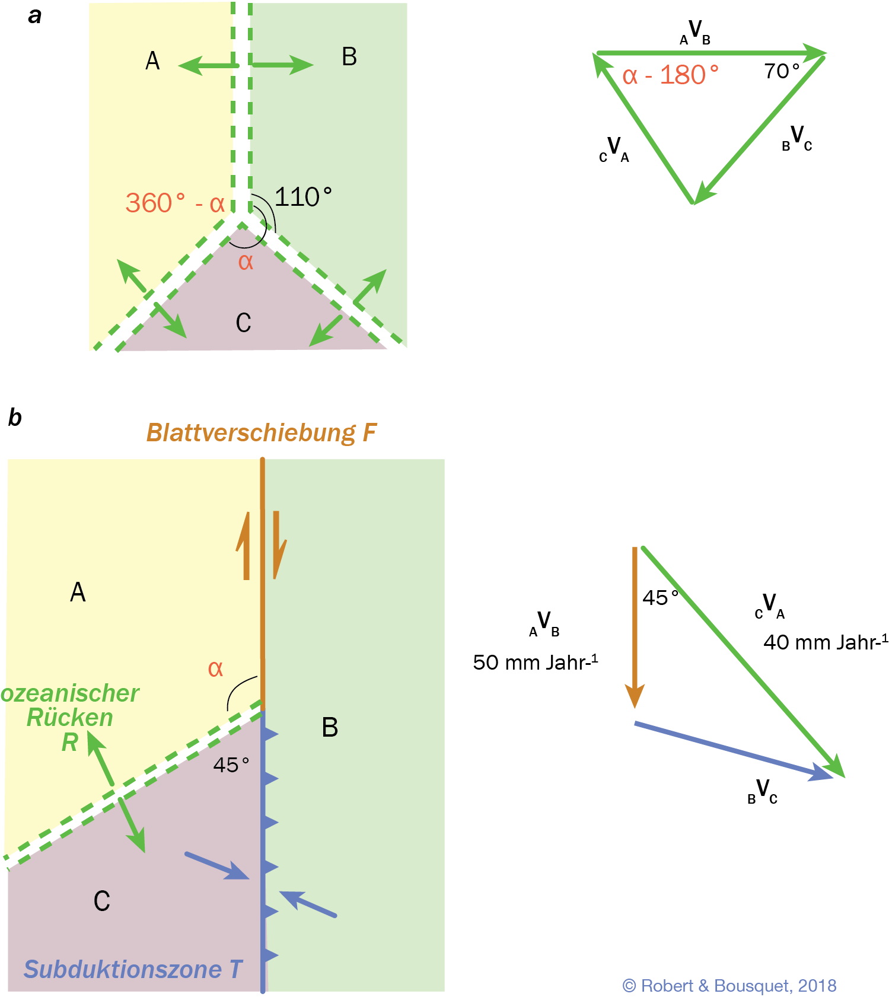 a
A
B
360° - α
110°
α
C
AVB
α - 180°
70°
CVA
BVC
b
Blattverschiebung F
A
α
ozeanischer
Rücken
R
B
45°
C
Subduktionszone T
45°
AVB
50 mm Jahr-¹
CVA
40 mm Jahr-¹
BVC
© Robert & Bousquet, 2018